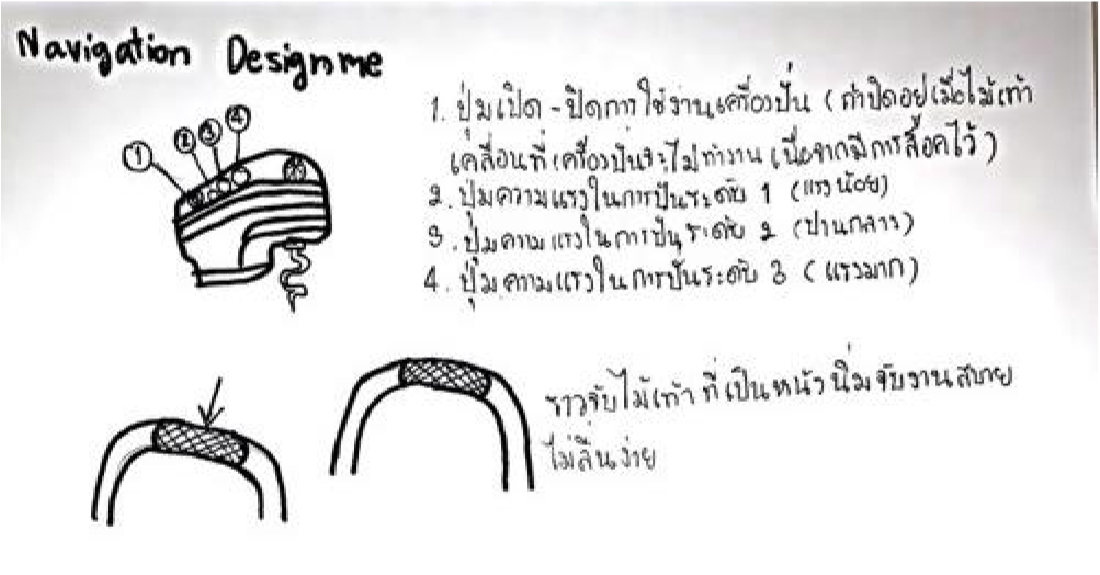 Navigation Designme
1 2 3 4
1. ปุ่มเปิด - ปิดการใช้งานเครื่องปั่น (ถ้าปิดอยู่เมื่อไม้เท้า
เคลื่อนที่เครื่องปั่นจะไม่ทำงานเนื่องจากมีการล็อคไว้)
2. ปุ่มความแรงในการปั่นระดับ 1 (แรงน้อย)
3. ปุ่มความแรงในการปั่นระดับ 2 (ปานกลาง)
4. ปุ่มความแรงในการปั่นระดับ 3 (แรงมาก)
ราวจับไม้เท้าที่เป็นหนังนิ่มจับงานสบาย
ไม่ลื่นง่าย